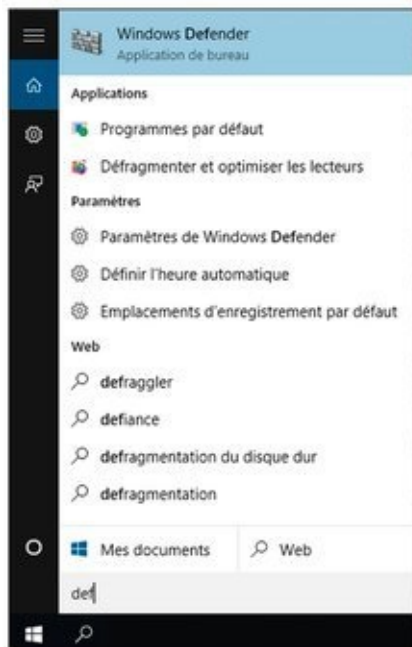 Windows Defender
Application de bureau
Applications
Programmes par défaut
Défragmenter et optimiser les lecteurs
Paramètres
Paramètres de Windows Defender
Définir l'heure automatique
Emplacements d'enregistrement par défaut
Web
defraggler
defiance
defragmentation du disque dur
defragmentation
Mes documents
Web
def